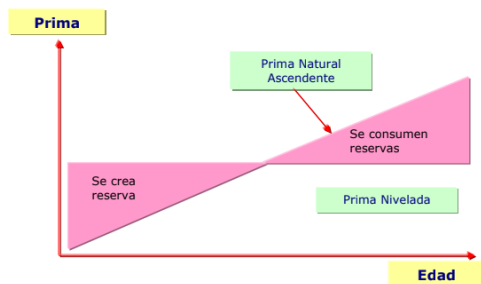 Prima
Prima Natural
Ascendente
Se consumen
reservas
Se crea
reserva
Prima Nivelada
Edad